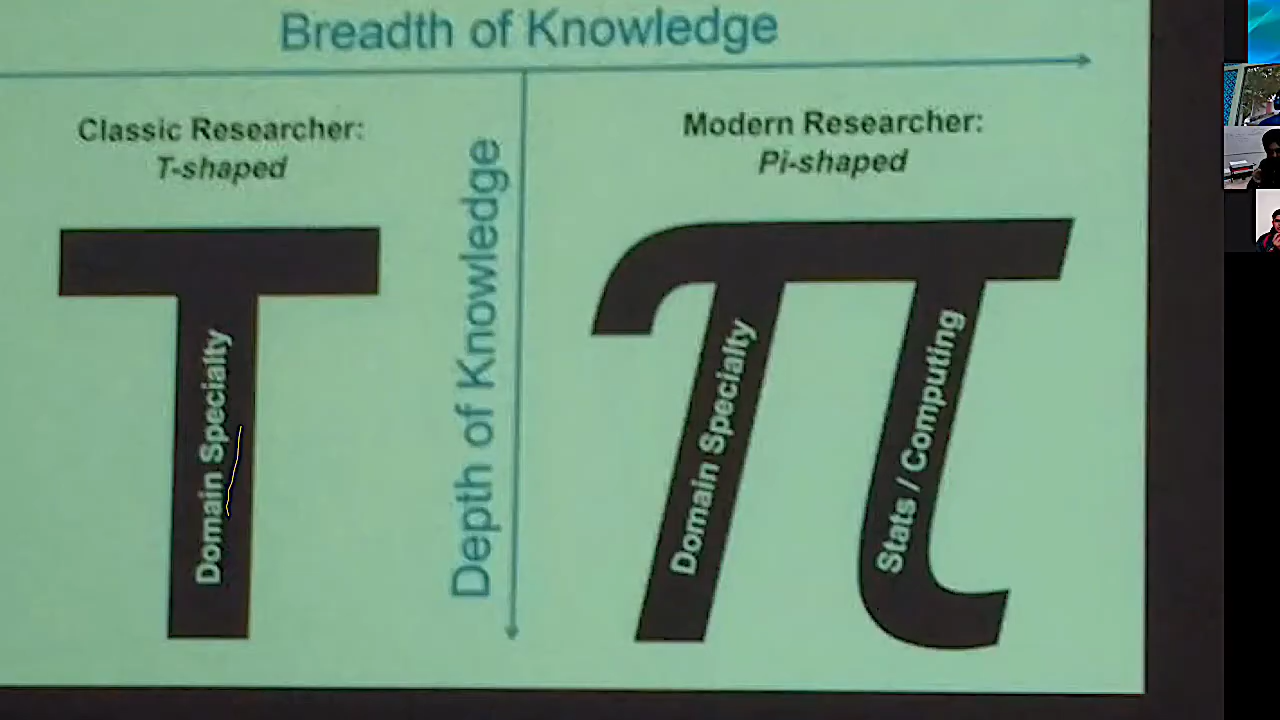 Breadth of Knowledge
Classic Researcher:
T-shaped
Domain Specialty
Depth of Knowledge
Modern Researcher:
Pi-shaped
Domain Specialty
Stats / Computing